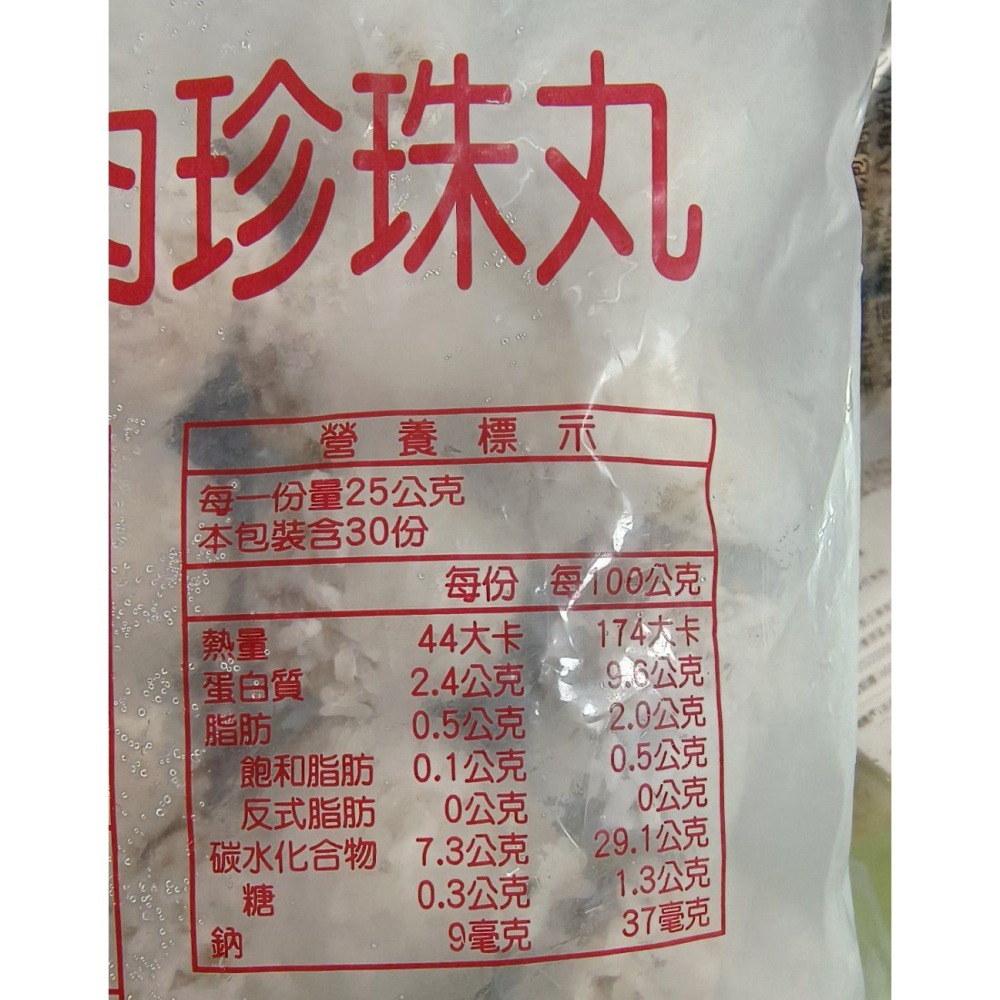 肉珍珠丸
營養標示
每一份量25公克
本包裝含30份
每份 每100公克
熱量 44大卡 174大卡
蛋白質 2.4公克 9.6公克
脂肪 0.5公克 2.0公克
飽和脂肪 0.1公克 0.5公克
反式脂肪 0公克 0公克
碳水化合物 7.3公克 29.1公克
糖 0.3公克 1.3公克
鈉 9毫克 37毫克